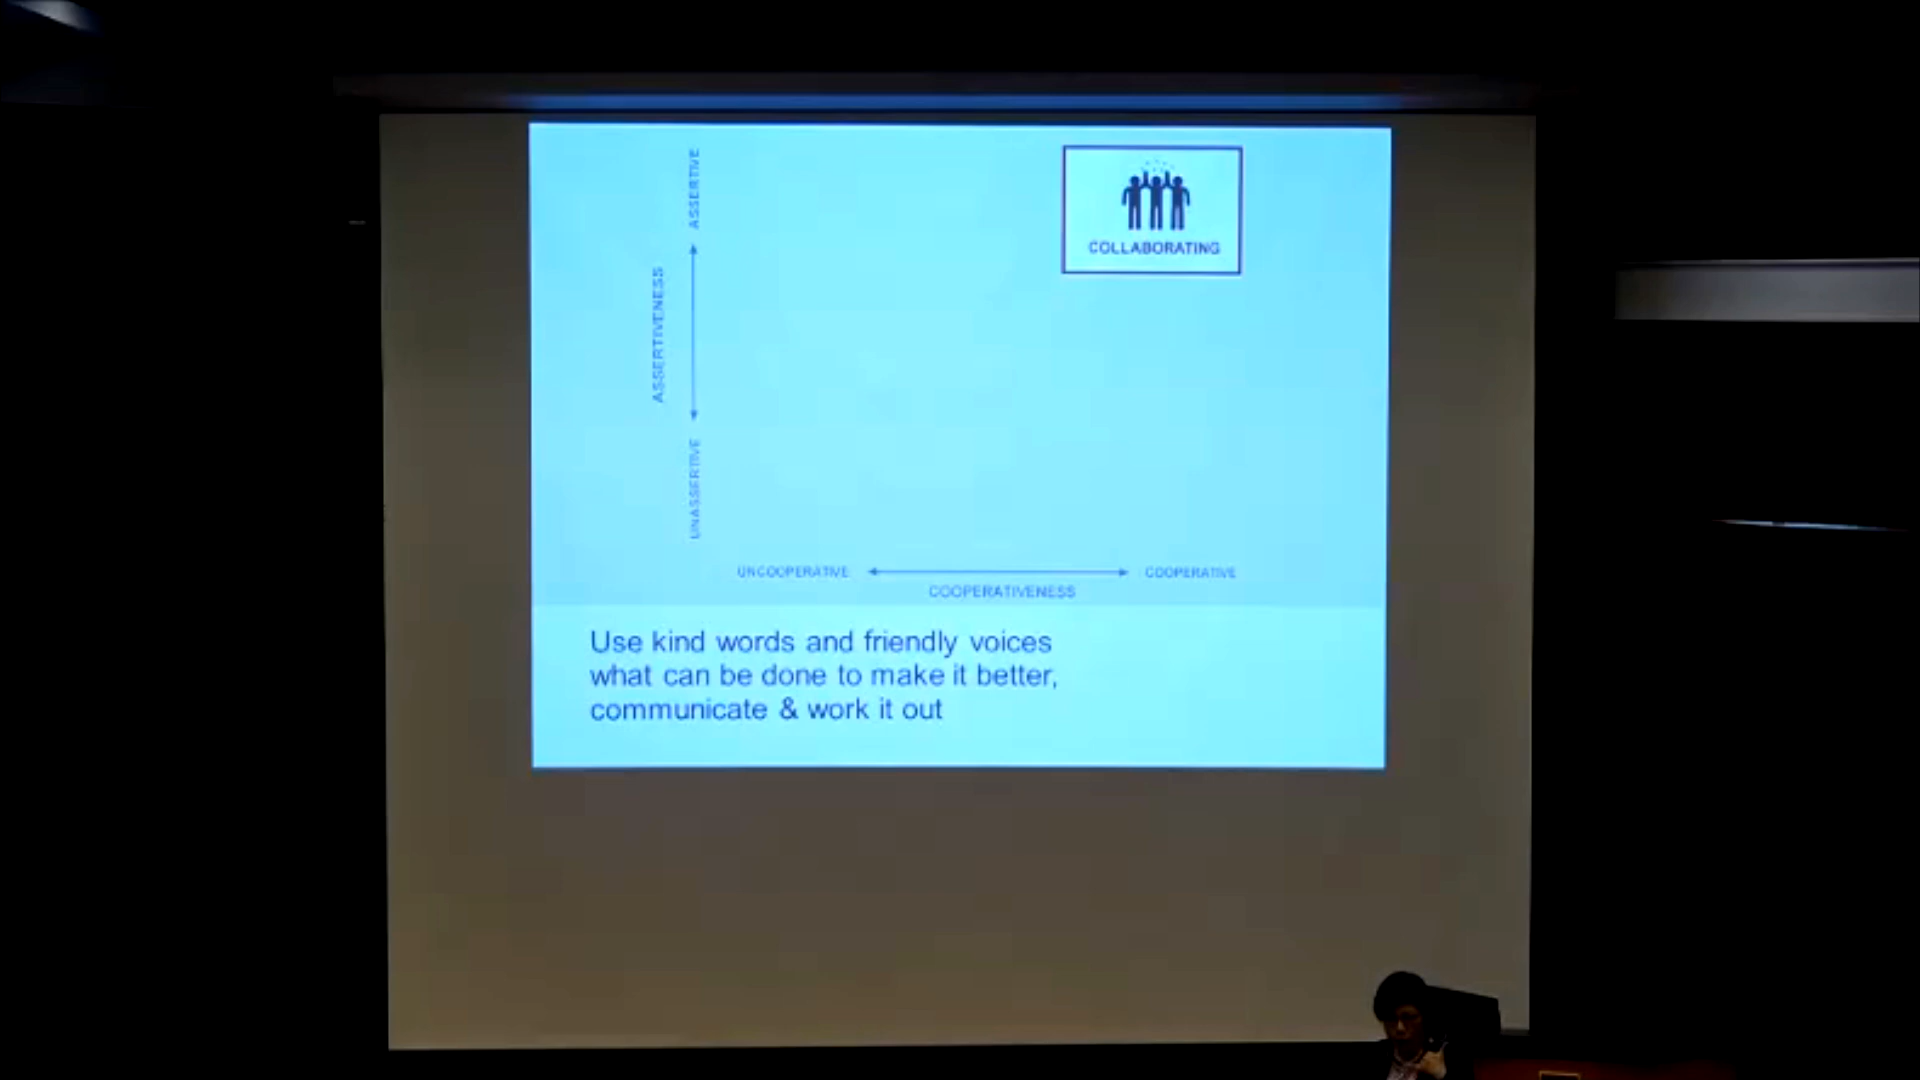 ASSERTIVE
COLLABORATING
ASSERTIVENESS
UNASSERTIVE
UNCOOPERATIVE
COOPERATIVE
COOPERATIVENESS
Use kind words and friendly voices
what can be done to make it better,
communicate & work it out